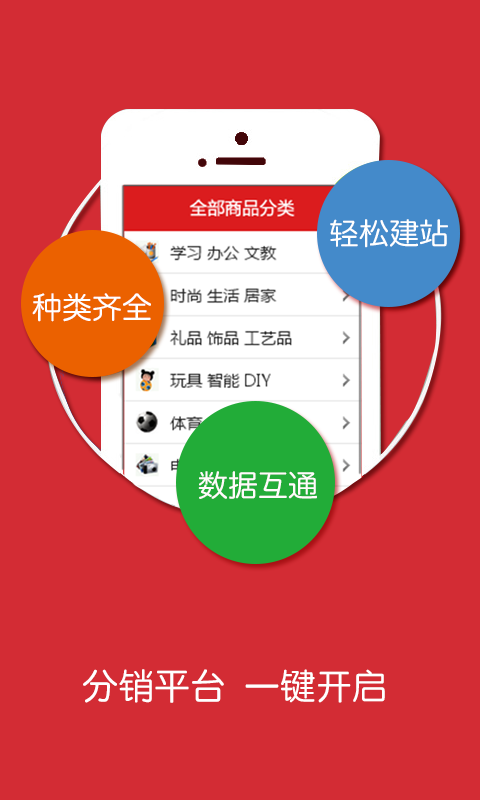 全部商品分类
轻松建站
学习 办公 文教
种类齐全
时尚 生活 居家
礼品 饰品 工艺品
玩具 智能 DIY
体育
数据互通
分销平台 一键开启